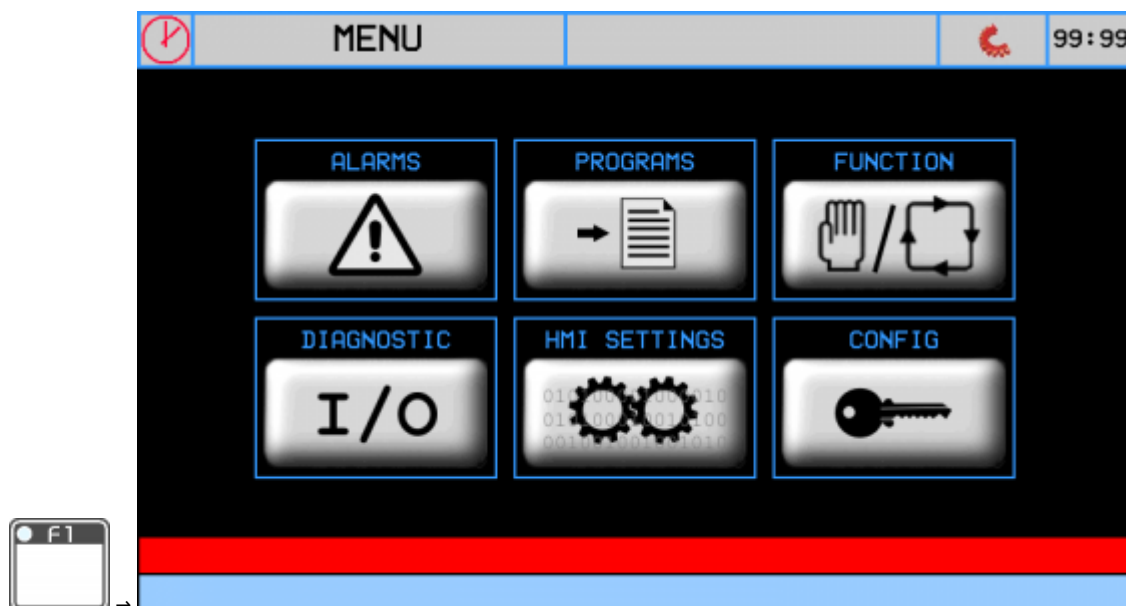 MENU 99:99
ALARMS PROGRAMS FUNCTION
DIAGNOSTIC HMI SETTINGS CONFIG
I/O
F1